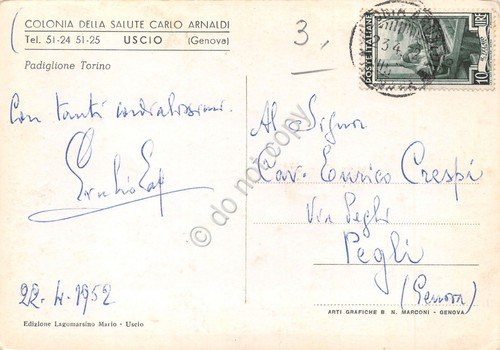 COLONIA DELLA SALUTE CARLO ARNALDI
Tel. 51-24 51-25 USCIO (Genova)
Padiglione Torino
3,
POSTE ITALIANE
10
Con tanti cordialissimi
Al Signor
Cav. Enrico Crespi
Via Pegli
Pegli
(Genova)
22-4-1952
Edizione Lagomarsino Mario - Uscio
ARTI GRAFICHE B. N. MARCONI - GENOVA
© do not copy